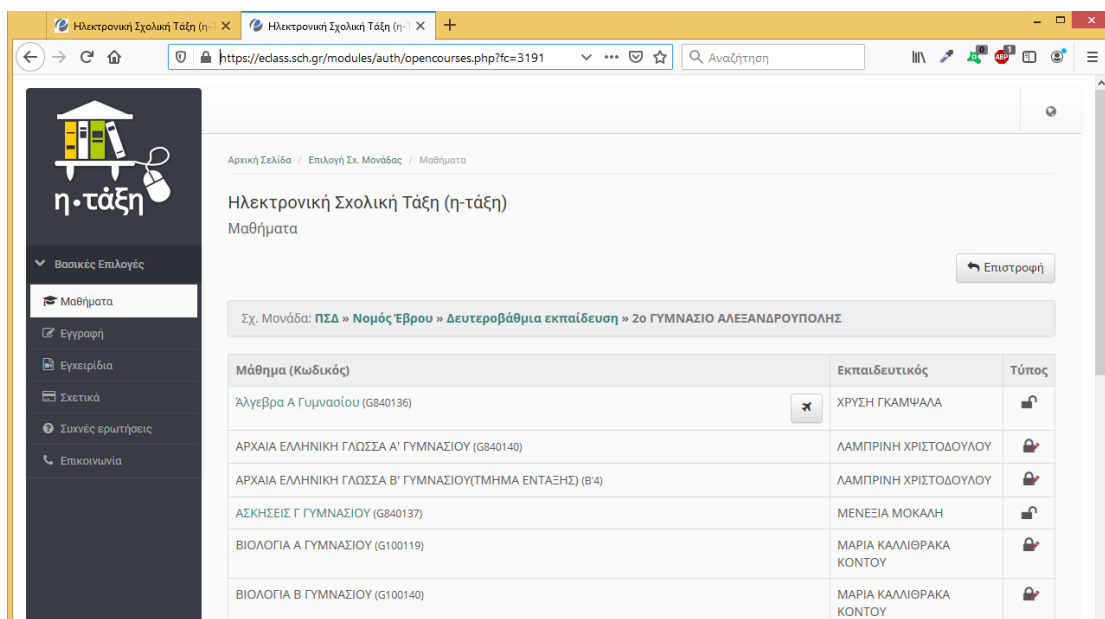 Ηλεκτρονική Σχολική Τάξη (η-Τ
Ηλεκτρονική Σχολική Τάξη (η-Τ
https://eclass.sch.gr/modules/auth/opencourses.php?fc=3191
Αναζήτηση
0
ABP
1
η•τάξη
Αρχική Σελίδα / Επιλογή Σχ. Μονάδας / Μαθήματα
Ηλεκτρονική Σχολική Τάξη (η-τάξη)
Μαθήματα
Επιστροφή
Βασικές Επιλογές
Μαθήματα
Εγγραφή
Εγχειρίδια
Σχετικά
Συχνές ερωτήσεις
Επικοινωνία
Σχ. Μονάδα: ΠΣΔ » Νομός Έβρου » Δευτεροβάθμια εκπαίδευση » 2ο ΓΥΜΝΑΣΙΟ ΑΛΕΞΑΝΔΡΟΥΠΟΛΗΣ
Μάθημα (Κωδικός) Εκπαιδευτικός Τύπος
Άλγεβρα Α Γυμνασίου (G840136) ΧΡΥΣΗ ΓΚΑΜΨΑΛΑ
ΑΡΧΑΙΑ ΕΛΛΗΝΙΚΗ ΓΛΩΣΣΑ Α' ΓΥΜΝΑΣΙΟΥ (G840140) ΛΑΜΠΡΙΝΗ ΧΡΙΣΤΟΔΟΥΛΟΥ
ΑΡΧΑΙΑ ΕΛΛΗΝΙΚΗ ΓΛΩΣΣΑ Β' ΓΥΜΝΑΣΙΟΥ(ΤΜΗΜΑ ΕΝΤΑΞΗΣ) (Β'4) ΛΑΜΠΡΙΝΗ ΧΡΙΣΤΟΔΟΥΛΟΥ
ΑΣΚΗΣΕΙΣ Γ ΓΥΜΝΑΣΙΟΥ (G840137) ΜΕΝΕΞΙΑ ΜΟΚΑΛΗ
ΒΙΟΛΟΓΙΑ Α ΓΥΜΝΑΣΙΟΥ (G100119) ΜΑΡΙΑ ΚΑΛΛΙΘΡΑΚΑ
ΚΟΝΤΟΥ
ΒΙΟΛΟΓΙΑ Β ΓΥΜΝΑΣΙΟΥ (G100140) ΜΑΡΙΑ ΚΑΛΛΙΘΡΑΚΑ
ΚΟΝΤΟΥ